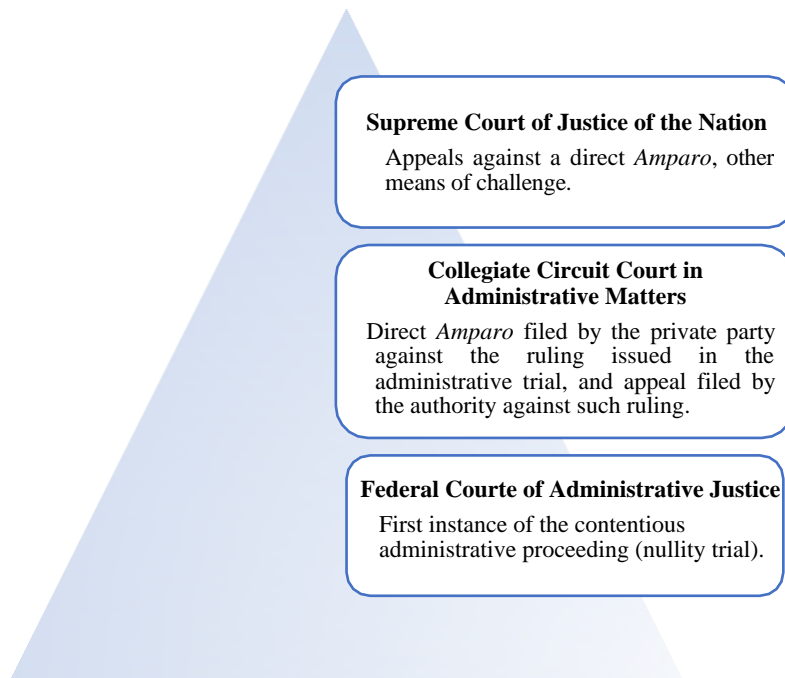 Supreme Court of Justice of the Nation
Appeals against a direct Amparo, other
means of challenge.
Collegiate Circuit Court in
Administrative Matters
Direct Amparo filed by the private party
against the ruling issued in the
administrative trial, and appeal filed by
the authority against such ruling.
Federal Courte of Administrative Justice
First instance of the contentious
administrative proceeding (nullity trial).